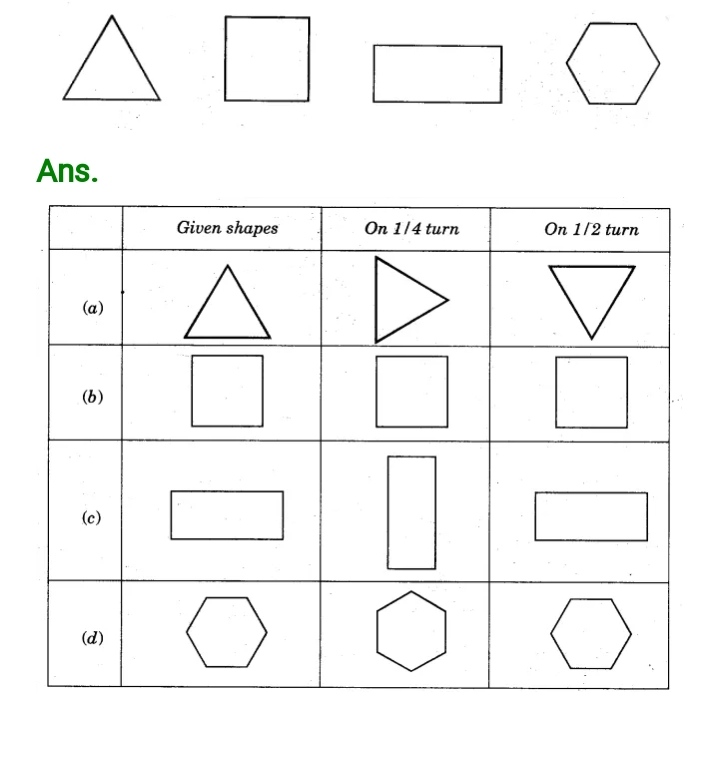 Ans.
Given shapes On 1/4 turn On 1/2 turn
(a)
(b)
(c)
(d)